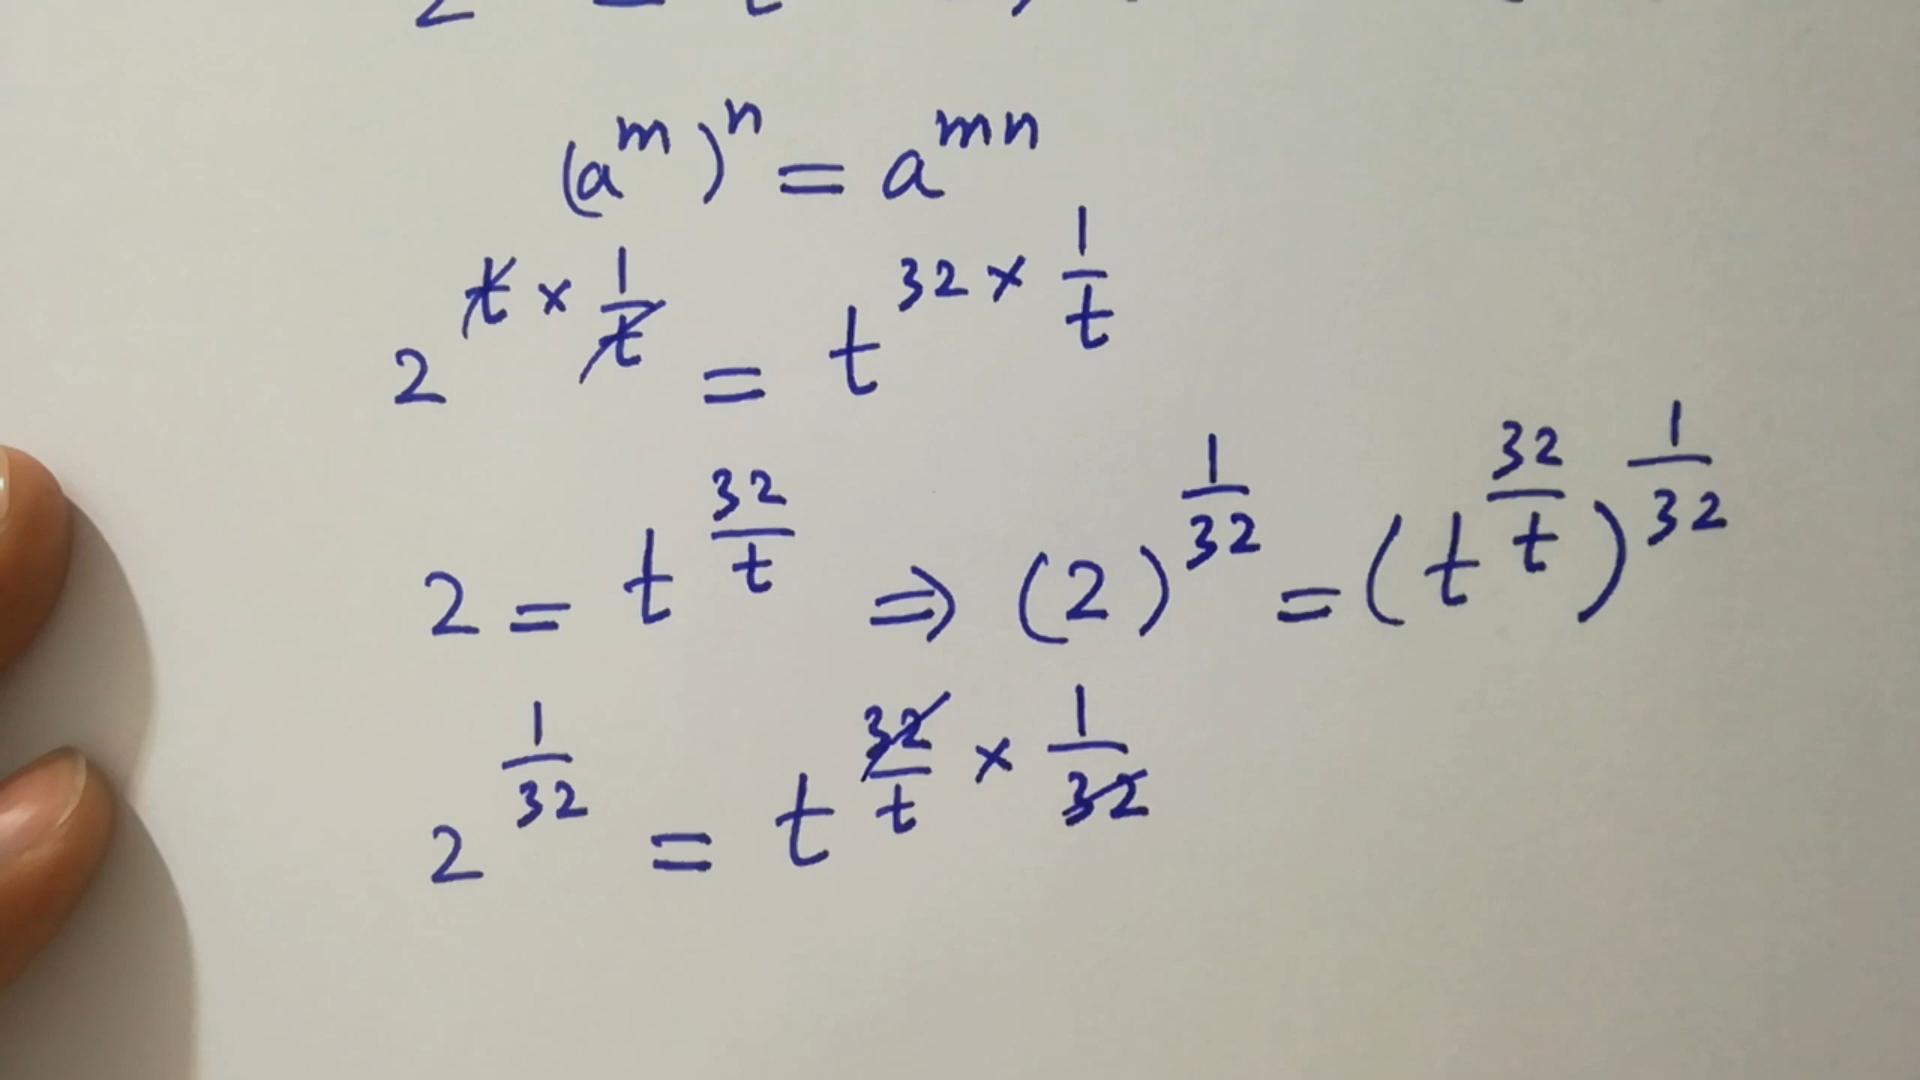 (a^m)^n = a^{mn}
2^{t × 1/t} = t^{32 × 1/t}
2 = t^{32/t} ⇒ (2)^{1/32} = (t^{32/t})^{1/32}
2^{1/32} = t^{32/t × 1/32}